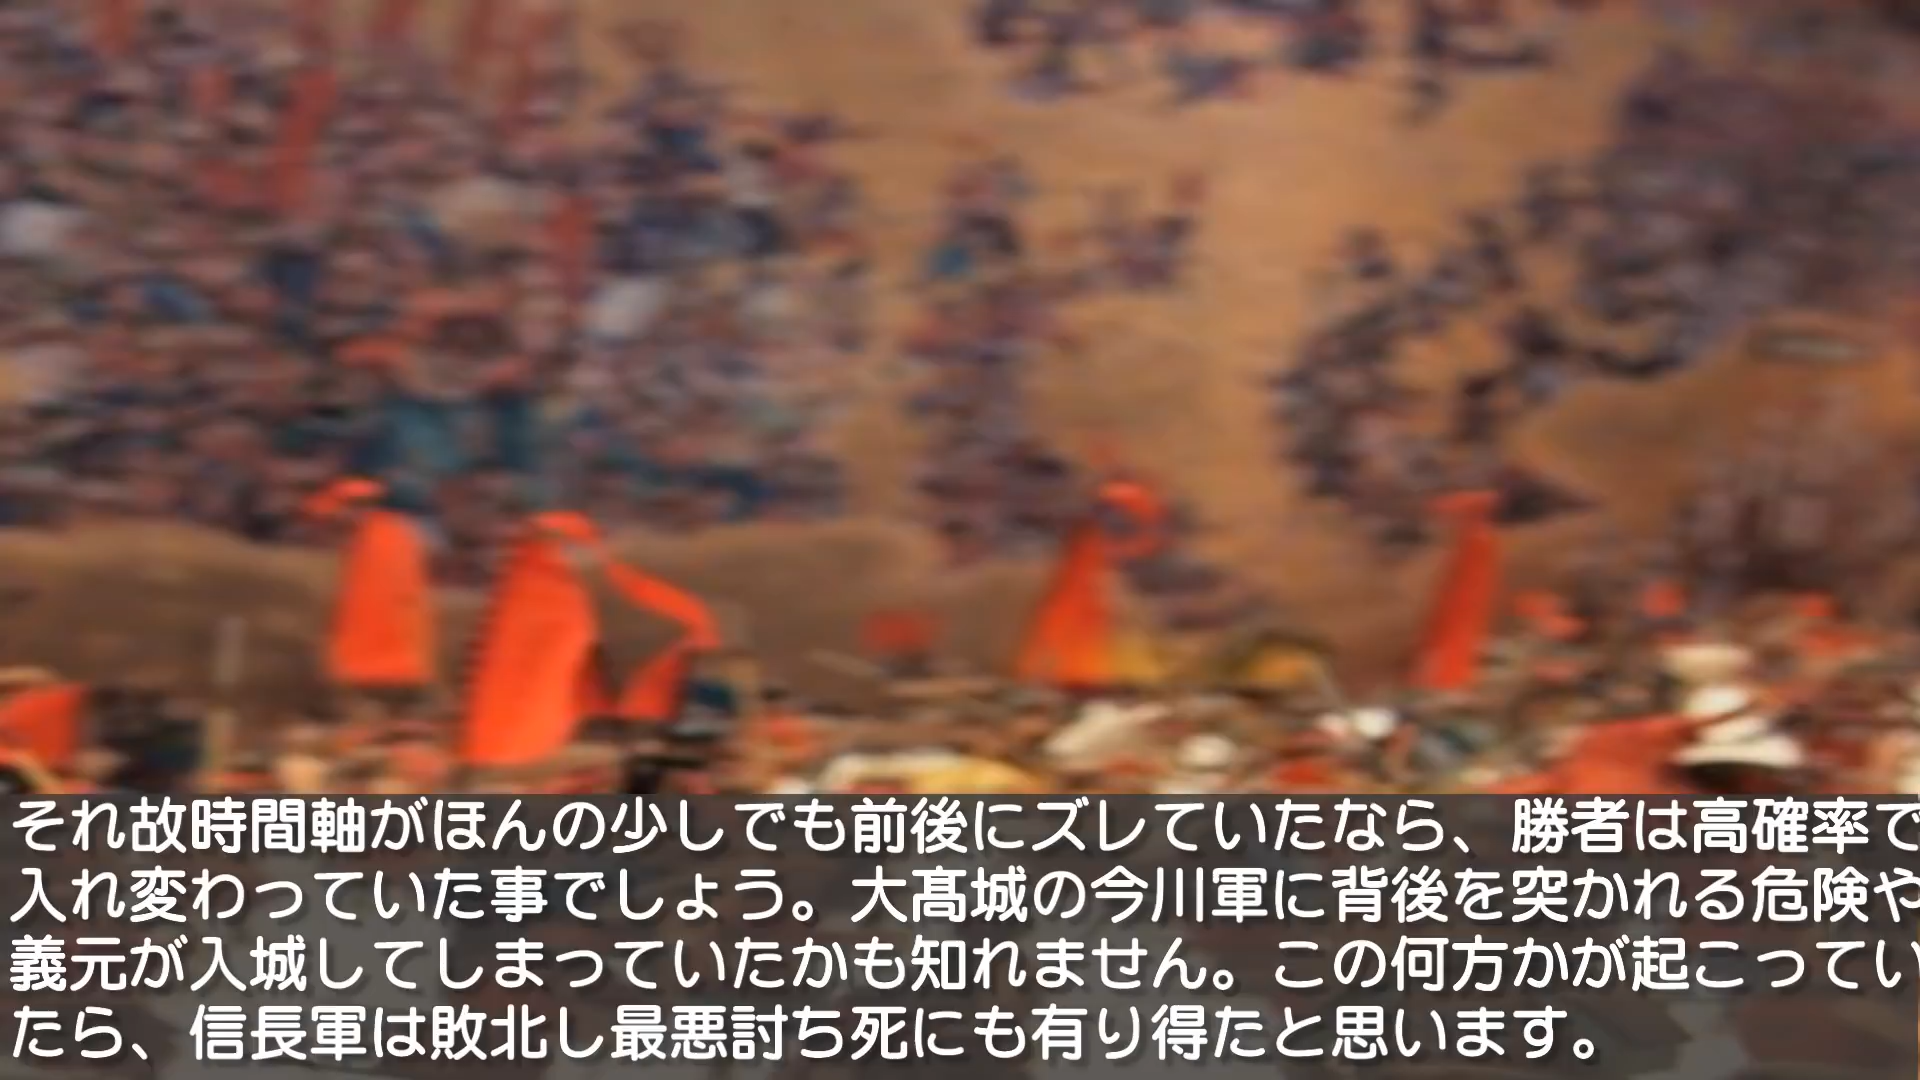 それ故時間軸がほんの少しでも前後にズレていたなら、勝者は高確率で
入れ変わっていた事でしょう。大髙城の今川軍に背後を突かれる危険や
義元が入城してしまっていたかも知れません。この何方かが起こってい
たら、信長軍は敗北し最悪討ち死にも有り得たと思います。